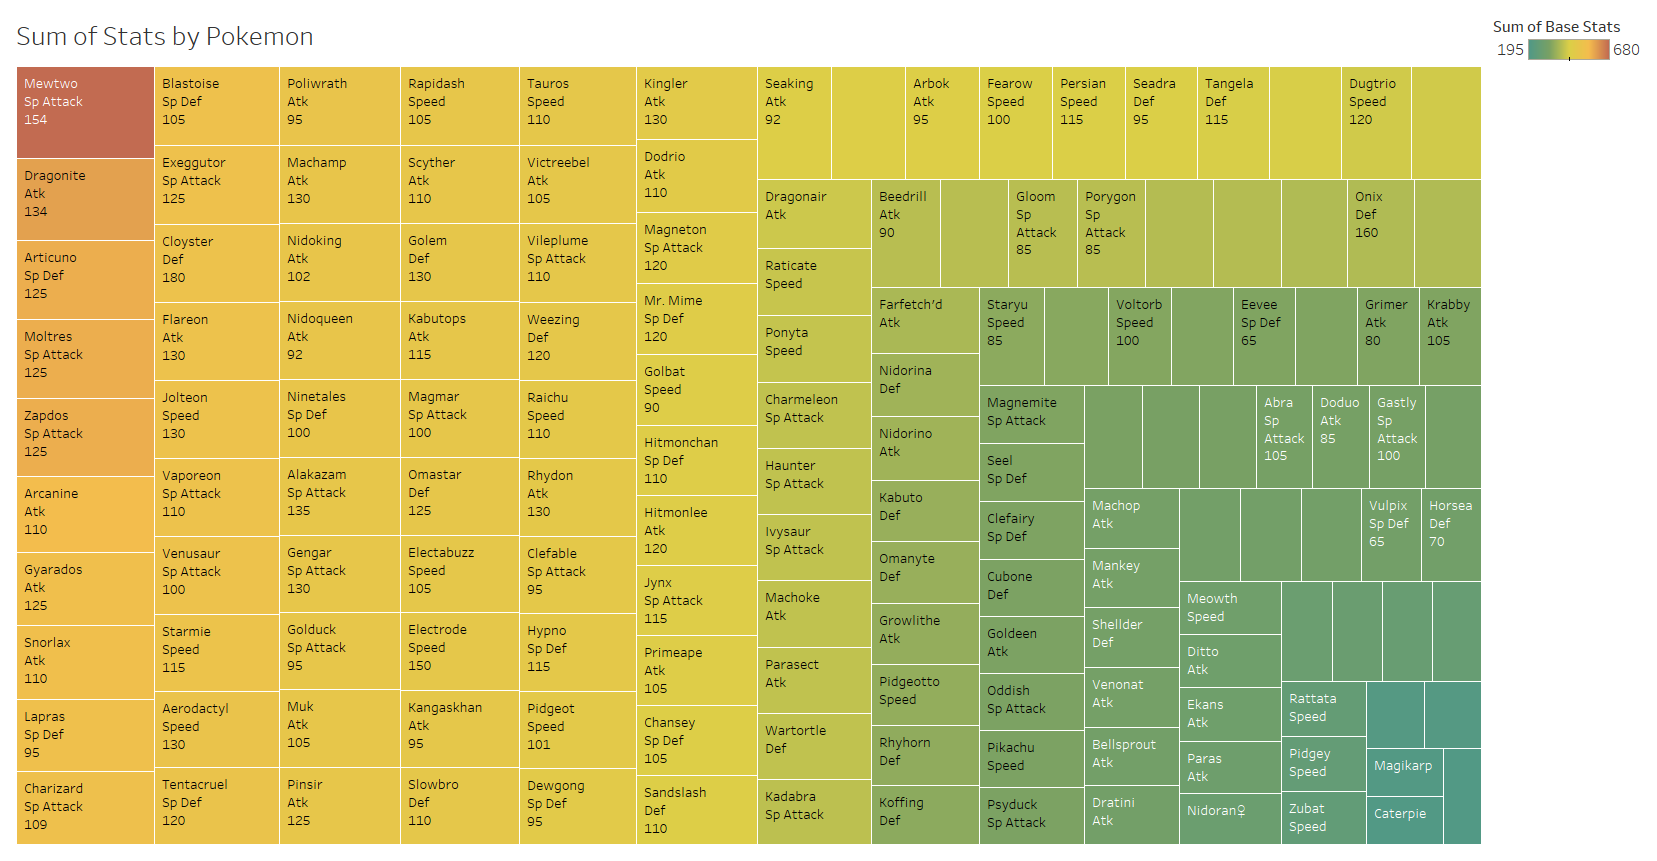 Sum of Stats by Pokemon
Sum of Base Stats
195
680
Mewtwo
Sp Attack
154
Dragonite
Atk
134
Articuno
Sp Def
125
Moltres
Sp Attack
125
Zapdos
Sp Attack
125
Arcanine
Atk
110
Gyarados
Atk
125
Snorlax
Atk
110
Lapras
Sp Def
95
Charizard
Sp Attack
109
Blastoise
Sp Def
105
Exeggutor
Sp Attack
125
Cloyster
Def
180
Flareon
Atk
130
Jolteon
Speed
130
Vaporeon
Sp Attack
110
Venusaur
Sp Attack
100
Starmie
Speed
115
Aerodactyl
Speed
130
Tentacruel
Sp Def
120
Poliwrath
Atk
95
Machamp
Atk
130
Nidoking
Atk
102
Nidoqueen
Atk
92
Ninetales
Sp Def
100
Alakazam
Sp Attack
135
Gengar
Sp Attack
130
Golduck
Sp Attack
95
Muk
Atk
105
Pinsir
Atk
125
Rapidash
Speed
105
Scyther
Atk
110
Golem
Def
130
Kabutops
Atk
115
Magmar
Sp Attack
100
Omastar
Def
125
Electabuzz
Speed
105
Electrode
Speed
150
Kangaskhan
Atk
95
Slowbro
Def
110
Tauros
Speed
110
Victreebel
Atk
105
Vileplume
Sp Attack
110
Weezing
Def
120
Raichu
Speed
110
Rhydon
Atk
130
Clefable
Sp Attack
95
Hypno
Sp Def
115
Pidgeot
Speed
101
Dewgong
Sp Def
95
Kingler
Atk
130
Dodrio
Atk
110
Magneton
Sp Attack
120
Mr. Mime
Sp Def
120
Golbat
Speed
90
Hitmonchan
Sp Def
110
Hitmonlee
Atk
120
Jynx
Sp Attack
115
Primeape
Atk
105
Chansey
Sp Def
105
Sandslash
Def
110
Seaking
Atk
92
Arbok
Atk
95
Fearow
Speed
100
Persian
Speed
115
Seadra
Def
95
Tangela
Def
115
Dugtrio
Speed
120
Dragonair
Atk
Raticate
Speed
Ponyta
Speed
Charmeleon
Sp Attack
Haunter
Sp Attack
Ivysaur
Sp Attack
Machoke
Atk
Parasect
Atk
Wartortle
Def
Kadabra
Sp Attack
Beedrill
Atk
90
Gloom
Sp
Attack
85
Porygon
Sp
Attack
85
Onix
Def
160
Farfetch’d
Atk
Nidorina
Def
Nidorino
Atk
Kabuto
Def
Omanyte
Def
Growlithe
Atk
Pidgeotto
Speed
Rhyhorn
Def
Koffing
Def
Staryu
Speed
85
Voltorb
Speed
100
Eevee
Sp Def
65
Grimer
Atk
80
Krabby
Atk
105
Magnemite
Sp Attack
Seel
Sp Def
Clefairy
Sp Def
Cubone
Def
Goldeen
Atk
Oddish
Sp Attack
Pikachu
Speed
Psyduck
Sp Attack
Abra
Sp
Attack
105
Doduo
Atk
85
Gastly
Sp
Attack
100
Machop
Atk
Mankey
Atk
Shellder
Def
Venonat
Atk
Bellsprout
Atk
Dratini
Atk
Vulpix
Sp Def
65
Horsea
Def
70
Meowth
Speed
Ditto
Atk
Ekans
Atk
Paras
Atk
Nidoran♀
Rattata
Speed
Pidgey
Speed
Zubat
Speed
Magikarp
Caterpie